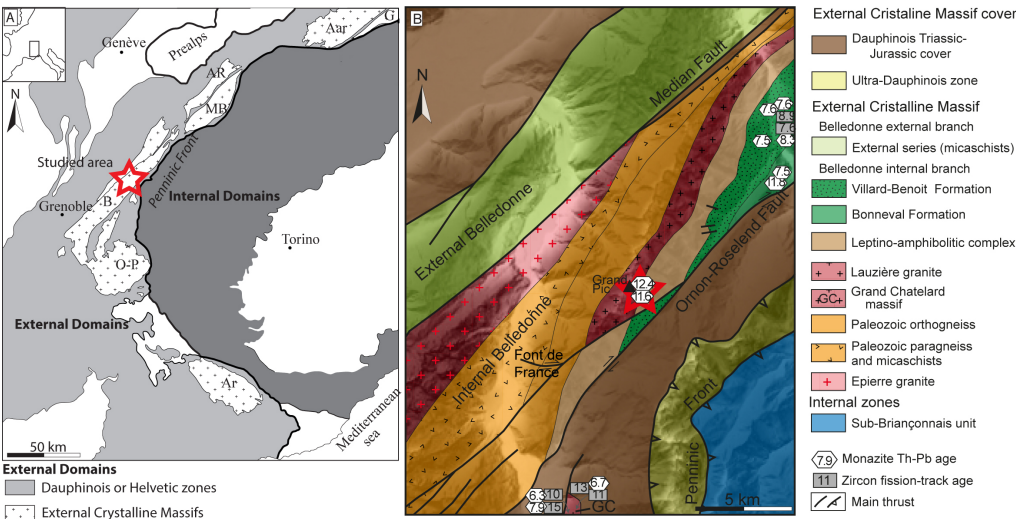 A
Genève
Prealps
Aar
G
AR
MB
N
Studied area
Penninic Front
Internal Domains
Grenoble
B
Torino
O-P
External Domains
Ar
Mediterranean
sea
50 km
External Domains
Dauphinois or Helvetic zones
External Crystalline Massifs
B
N
Median Fault
External Belledonne
Internal Belledonne
Ornon-Roselend Fault
Grand
Pic
12.4
11.6
Font de
France
Penninic
Front
7.6
7.6
8.9
7.6
7.5
8.3
7.5
11.8
6.3
10
7.9
15
13
6.7
11
GC
5 km
External Cristaline Massif cover
Dauphinois Triassic-
Jurassic cover
Ultra-Dauphinois zone
External Cristalline Massif
Belledonne external branch
External series (micaschists)
Belledonne internal branch
Villard-Benoit Formation
Bonneval Formation
Leptino-amphibolitic complex
Lauzière granite
GC
Grand Chatelard
massif
Paleozoic orthogneiss
Paleozoic paragneiss
and micaschists
Epierre granite
Internal zones
Sub-Briançonnais unit
7.9
Monazite Th-Pb age
11
Zircon fission-track age
Main thrust